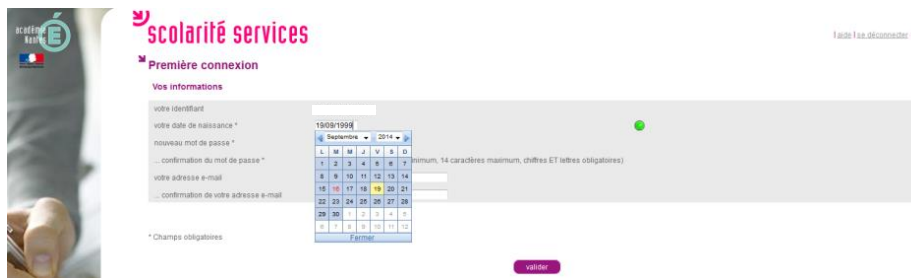 académie
Nantes
scolarité services
| aide | se déconnecter
Première connexion
Vos informations
votre identifiant
votre date de naissance *
19/09/1999
nouveau mot de passe *
Septembre 2014
L M M J V S D
1 2 3 4 5 6 7
... confirmation du mot de passe *
inimum, 14 caractères maximum, chiffres ET lettres obligatoires)
8 9 10 11 12 13 14
votre adresse e-mail
15 16 17 18 19 20 21
... confirmation de votre adresse e-mail
22 23 24 25 26 27 28
29 30 1 2 3 4 5
6 7 8 9 10 11 12
* Champs obligatoires
Fermer
valider